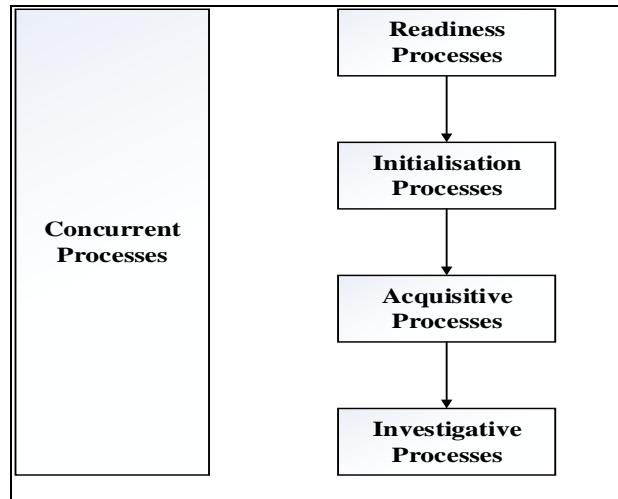 Readiness
Processes
Initialisation
Processes
Concurrent
Processes
Acquisitive
Processes
Investigative
Processes